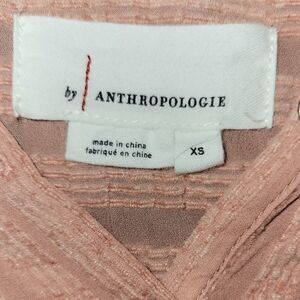 by | ANTHROPOLOGIE
made in china
fabriqué en chine
XS